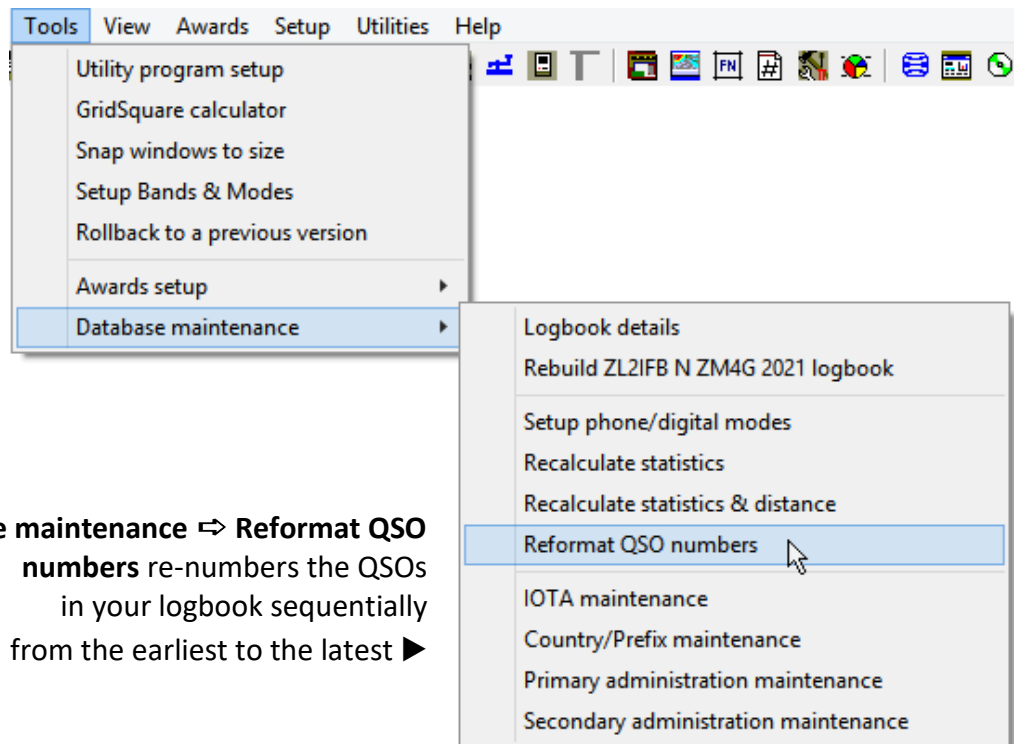 Tools View Awards Setup Utilities Help
FN #
Utility program setup
GridSquare calculator
Snap windows to size
Setup Bands & Modes
Rollback to a previous version
Awards setup
Database maintenance
Logbook details
Rebuild ZL2IFB N ZM4G 2021 logbook
Setup phone/digital modes
Recalculate statistics
Recalculate statistics & distance
Reformat QSO numbers
IOTA maintenance
Country/Prefix maintenance
Primary administration maintenance
Secondary administration maintenance
e maintenance ⇨ Reformat QSO
numbers re-numbers the QSOs
in your logbook sequentially
from the earliest to the latest ▶